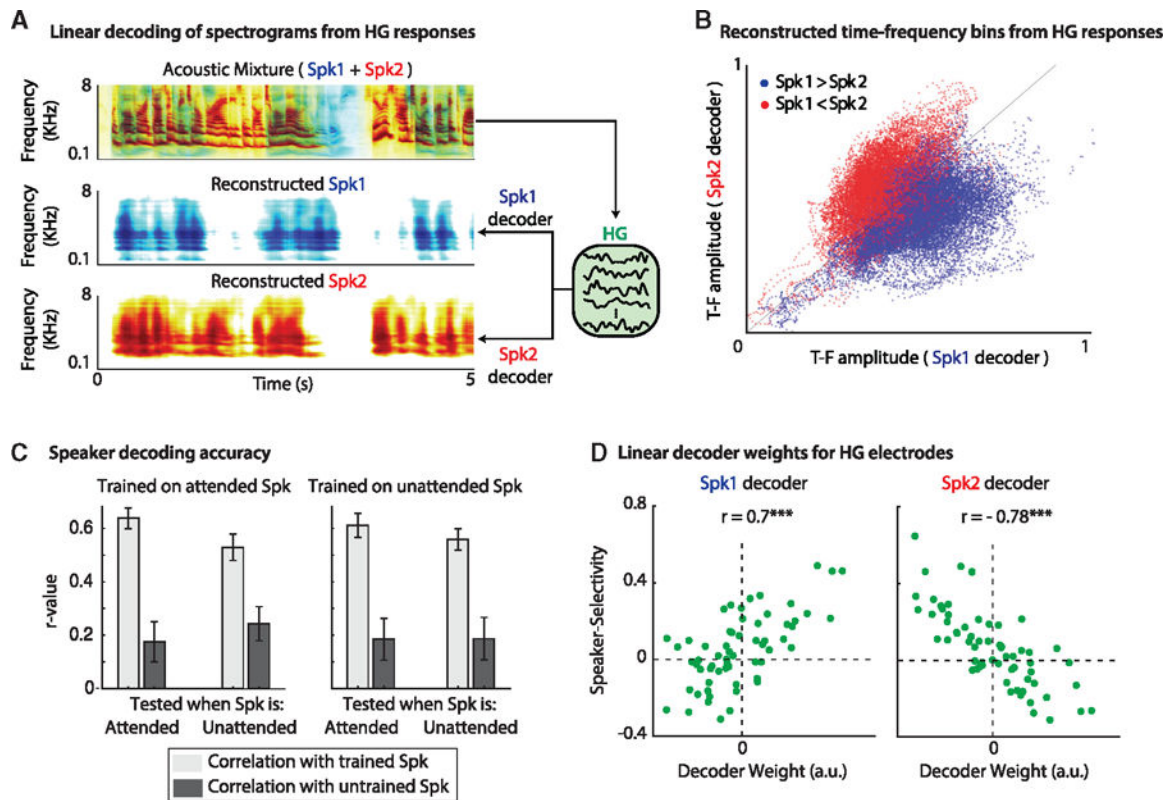 A Linear decoding of spectrograms from HG responses
Acoustic Mixture ( Spk1 + Spk2 )
Frequency
(KHz)
8
0.1
Reconstructed Spk1
Frequency
(KHz)
8
0.1
Spk1
decoder
HG
Reconstructed Spk2
Frequency
(KHz)
8
0.1
Spk2
decoder
0
Time (s)
5
B Reconstructed time-frequency bins from HG responses
1
Spk1 > Spk2
Spk1 < Spk2
T-F amplitude ( Spk2 decoder )
0
1
T-F amplitude ( Spk1 decoder )
C Speaker decoding accuracy
Trained on attended Spk
Trained on unattended Spk
r-value
0.6
0.4
0.2
0
Tested when Spk is:
Attended Unattended
Tested when Spk is:
Attended Unattended
Correlation with trained Spk
Correlation with untrained Spk
D Linear decoder weights for HG electrodes
Spk1 decoder
r = 0.7***
Spk2 decoder
r = - 0.78***
Speaker-Selectivity
0.8
0.4
0
-0.4
0
Decoder Weight (a.u.)
0
Decoder Weight (a.u.)